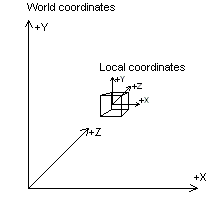 World coordinates
+Y
Local coordinates
+Y
+Z
+X
+Z
+X